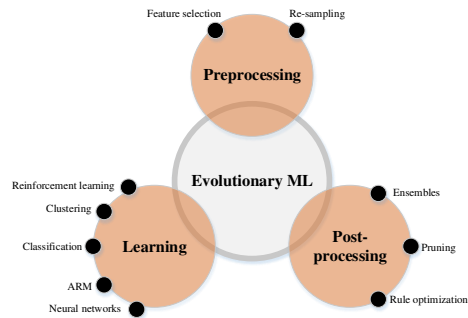 Feature selection
Re-sampling
Preprocessing
Evolutionary ML
Reinforcement learning
Clustering
Classification
ARM
Neural networks
Learning
Post-
processing
Ensembles
Pruning
Rule optimization